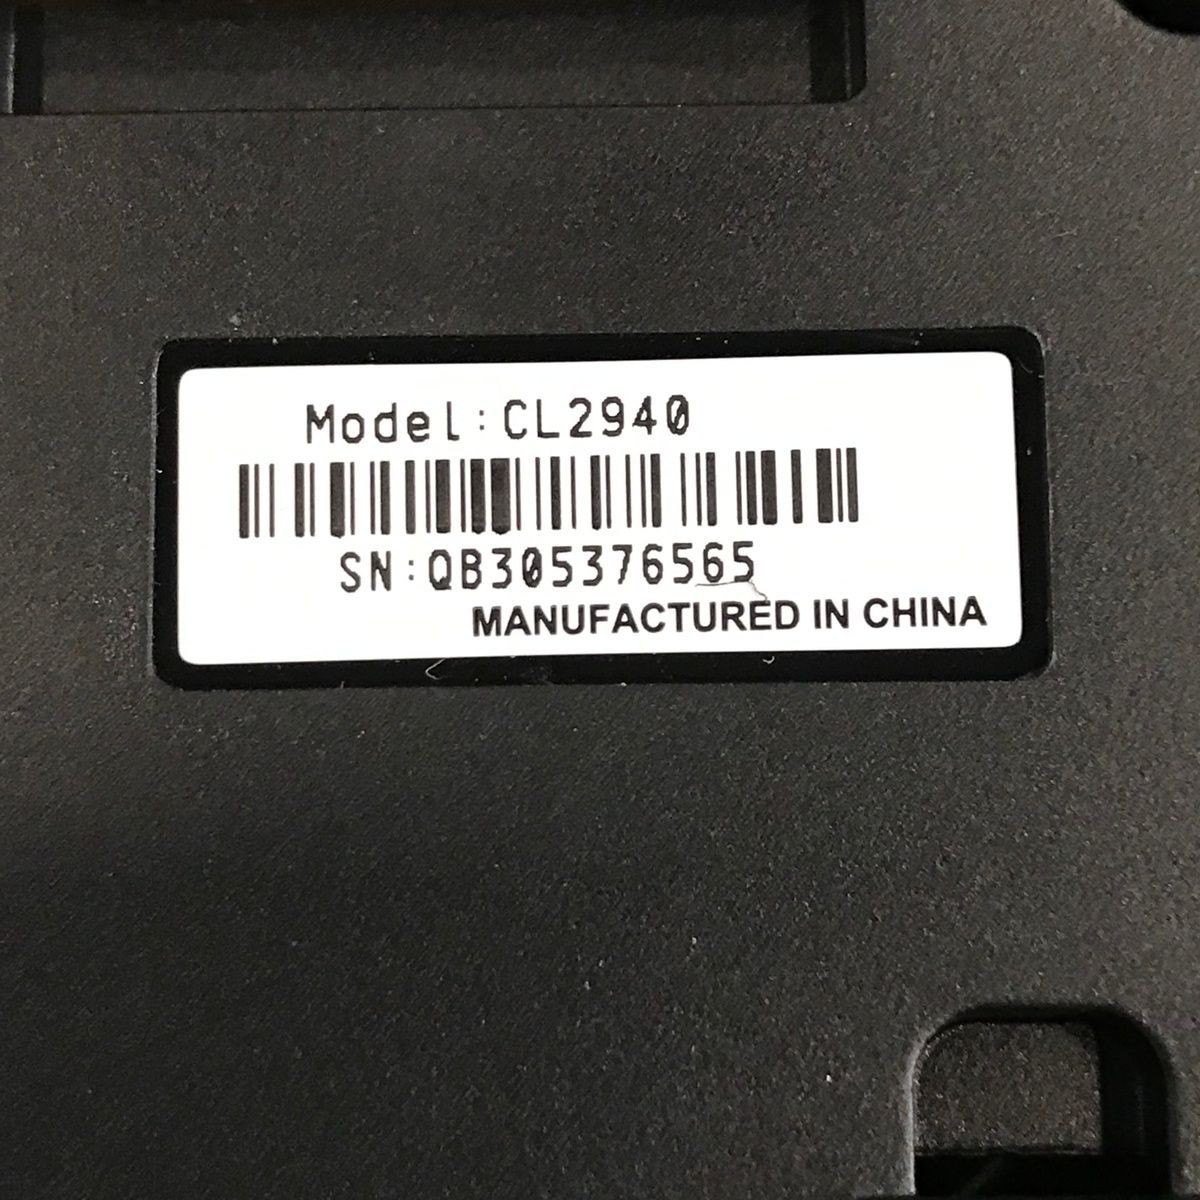 Model:CL2940
SN:QB305376565
MANUFACTURED IN CHINA